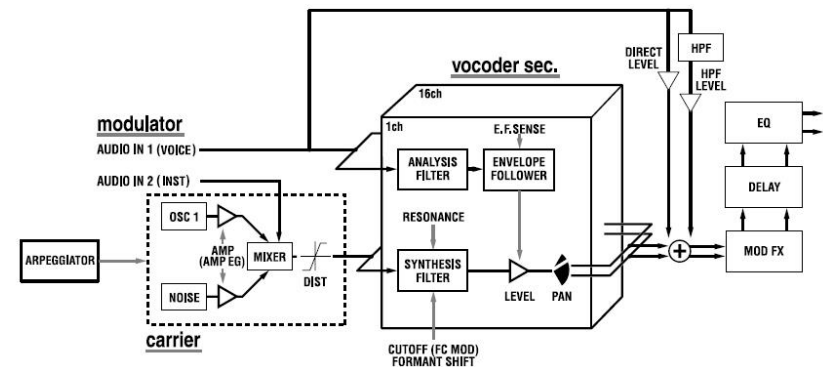 vocoder sec.
16ch
1ch
DIRECT
LEVEL
HPF
HPF
LEVEL
modulator
AUDIO IN 1 (VOICE)
AUDIO IN 2 (INST)
E.F.SENSE
ANALYSIS
FILTER
ENVELOPE
FOLLOWER
EQ
DELAY
MOD FX
OSC 1
AMP
(AMP EG)
MIXER
DIST
NOISE
ARPEGGIATOR
carrier
RESONANCE
SYNTHESIS
FILTER
LEVEL
PAN
+
CUTOFF (FC MOD)
FORMANT SHIFT